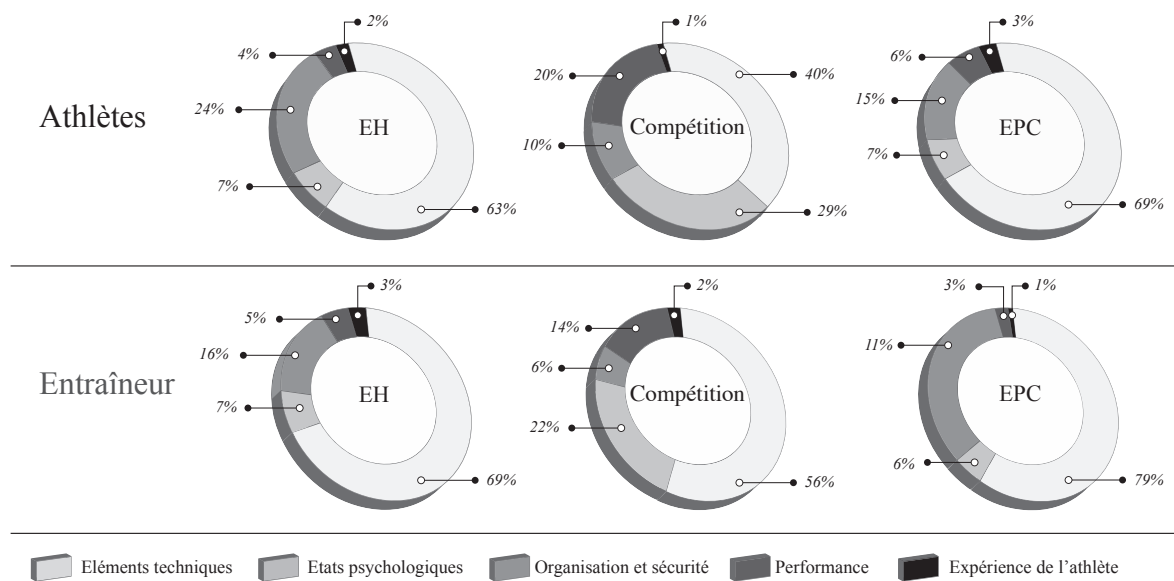 2%
1%
3%
4%
20%
6%
40%
24%
15%
Athlètes
EH
Compétition
EPC
10%
7%
7%
63%
29%
69%
3%
2%
3%
1%
5%
14%
16%
6%
11%
Entraîneur
EH
Compétition
EPC
7%
22%
6%
69%
56%
79%
Eléments techniques
Etats psychologiques
Organisation et sécurité
Performance
Expérience de l'athlète